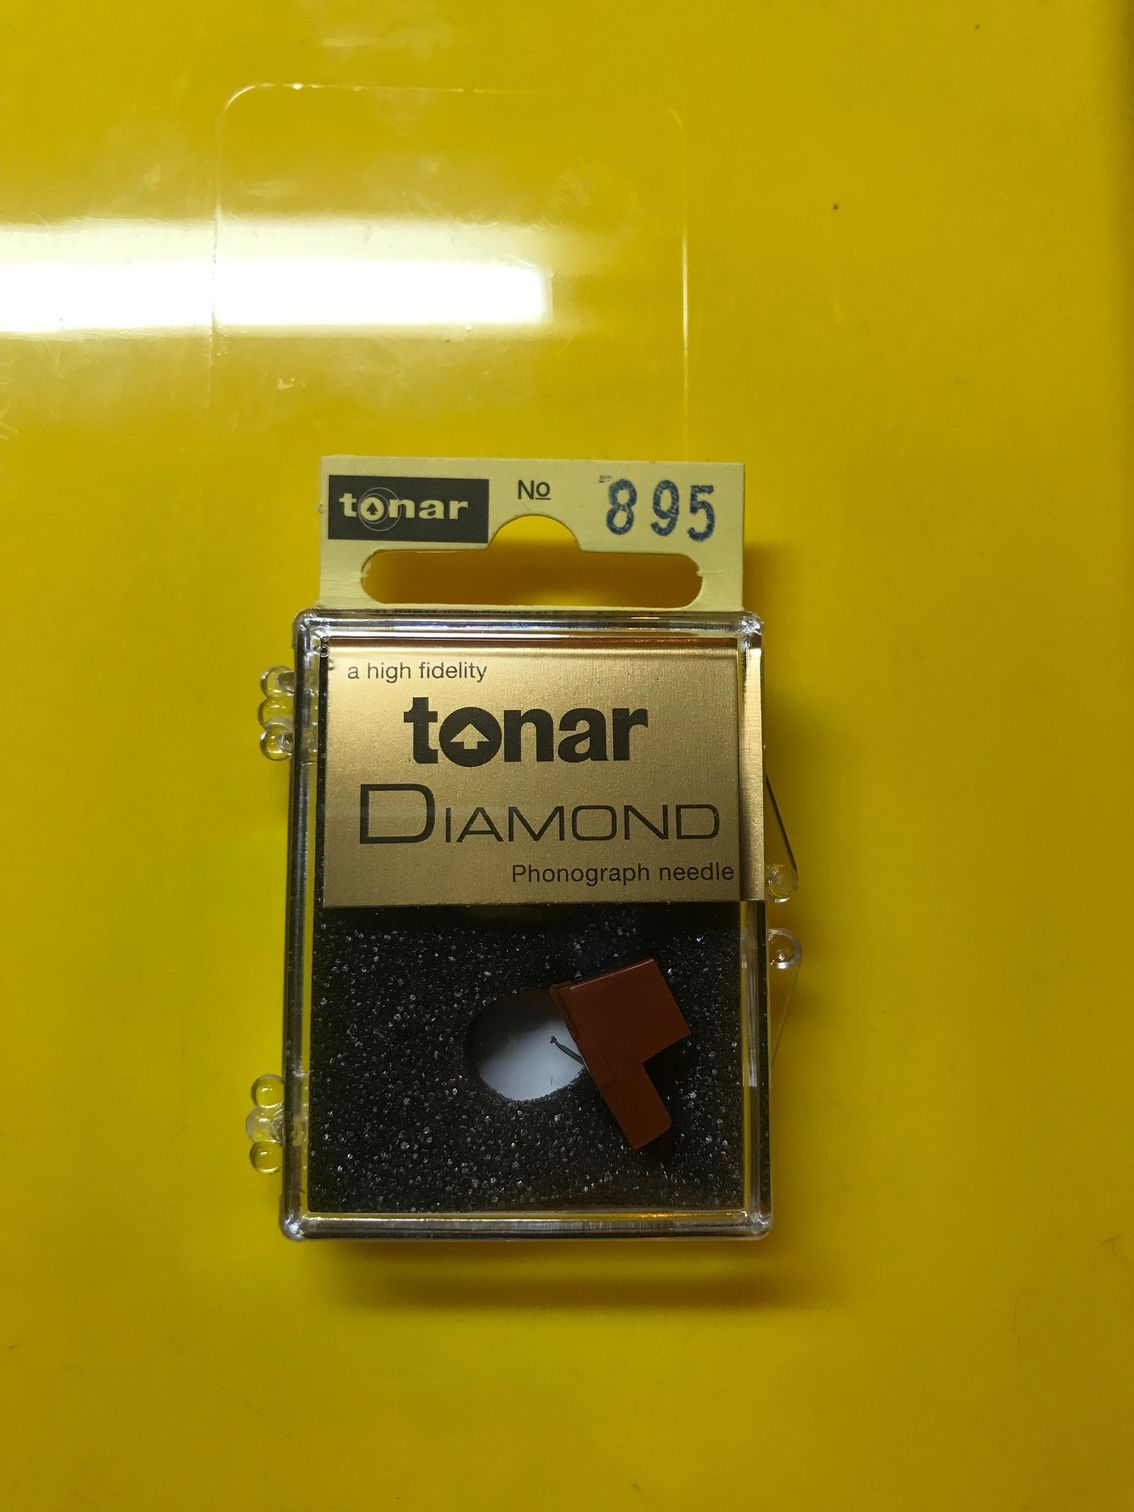 tonar No 895
a high fidelity
tonar
DIAMOND
Phonograph needle